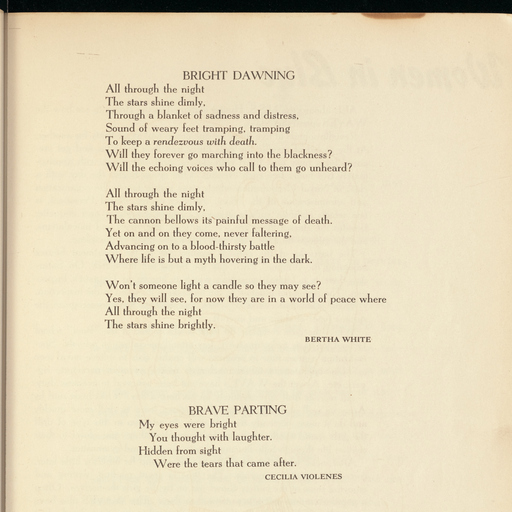 BRIGHT DAWNING
All through the night
The stars shine dimly,
Through a blanket of sadness and distress,
Sound of weary feet tramping, tramping
To keep a rendezvous with death.
Will they forever go marching into the blackness?
Will the echoing voices who call to them go unheard?
All through the night
The stars shine dimly,
The cannon bellows its painful message of death.
Yet on and on they come, never faltering,
Advancing on to a blood-thirsty battle
Where life is but a myth hovering in the dark.
Won't someone light a candle so they may see?
Yes, they will see, for now they are in a world of peace where
All through the night
The stars shine brightly.
BERTHA WHITE
BRAVE PARTING
My eyes were bright
You thought with laughter.
Hidden from sight
Were the tears that came after.
CECILIA VIOLENES